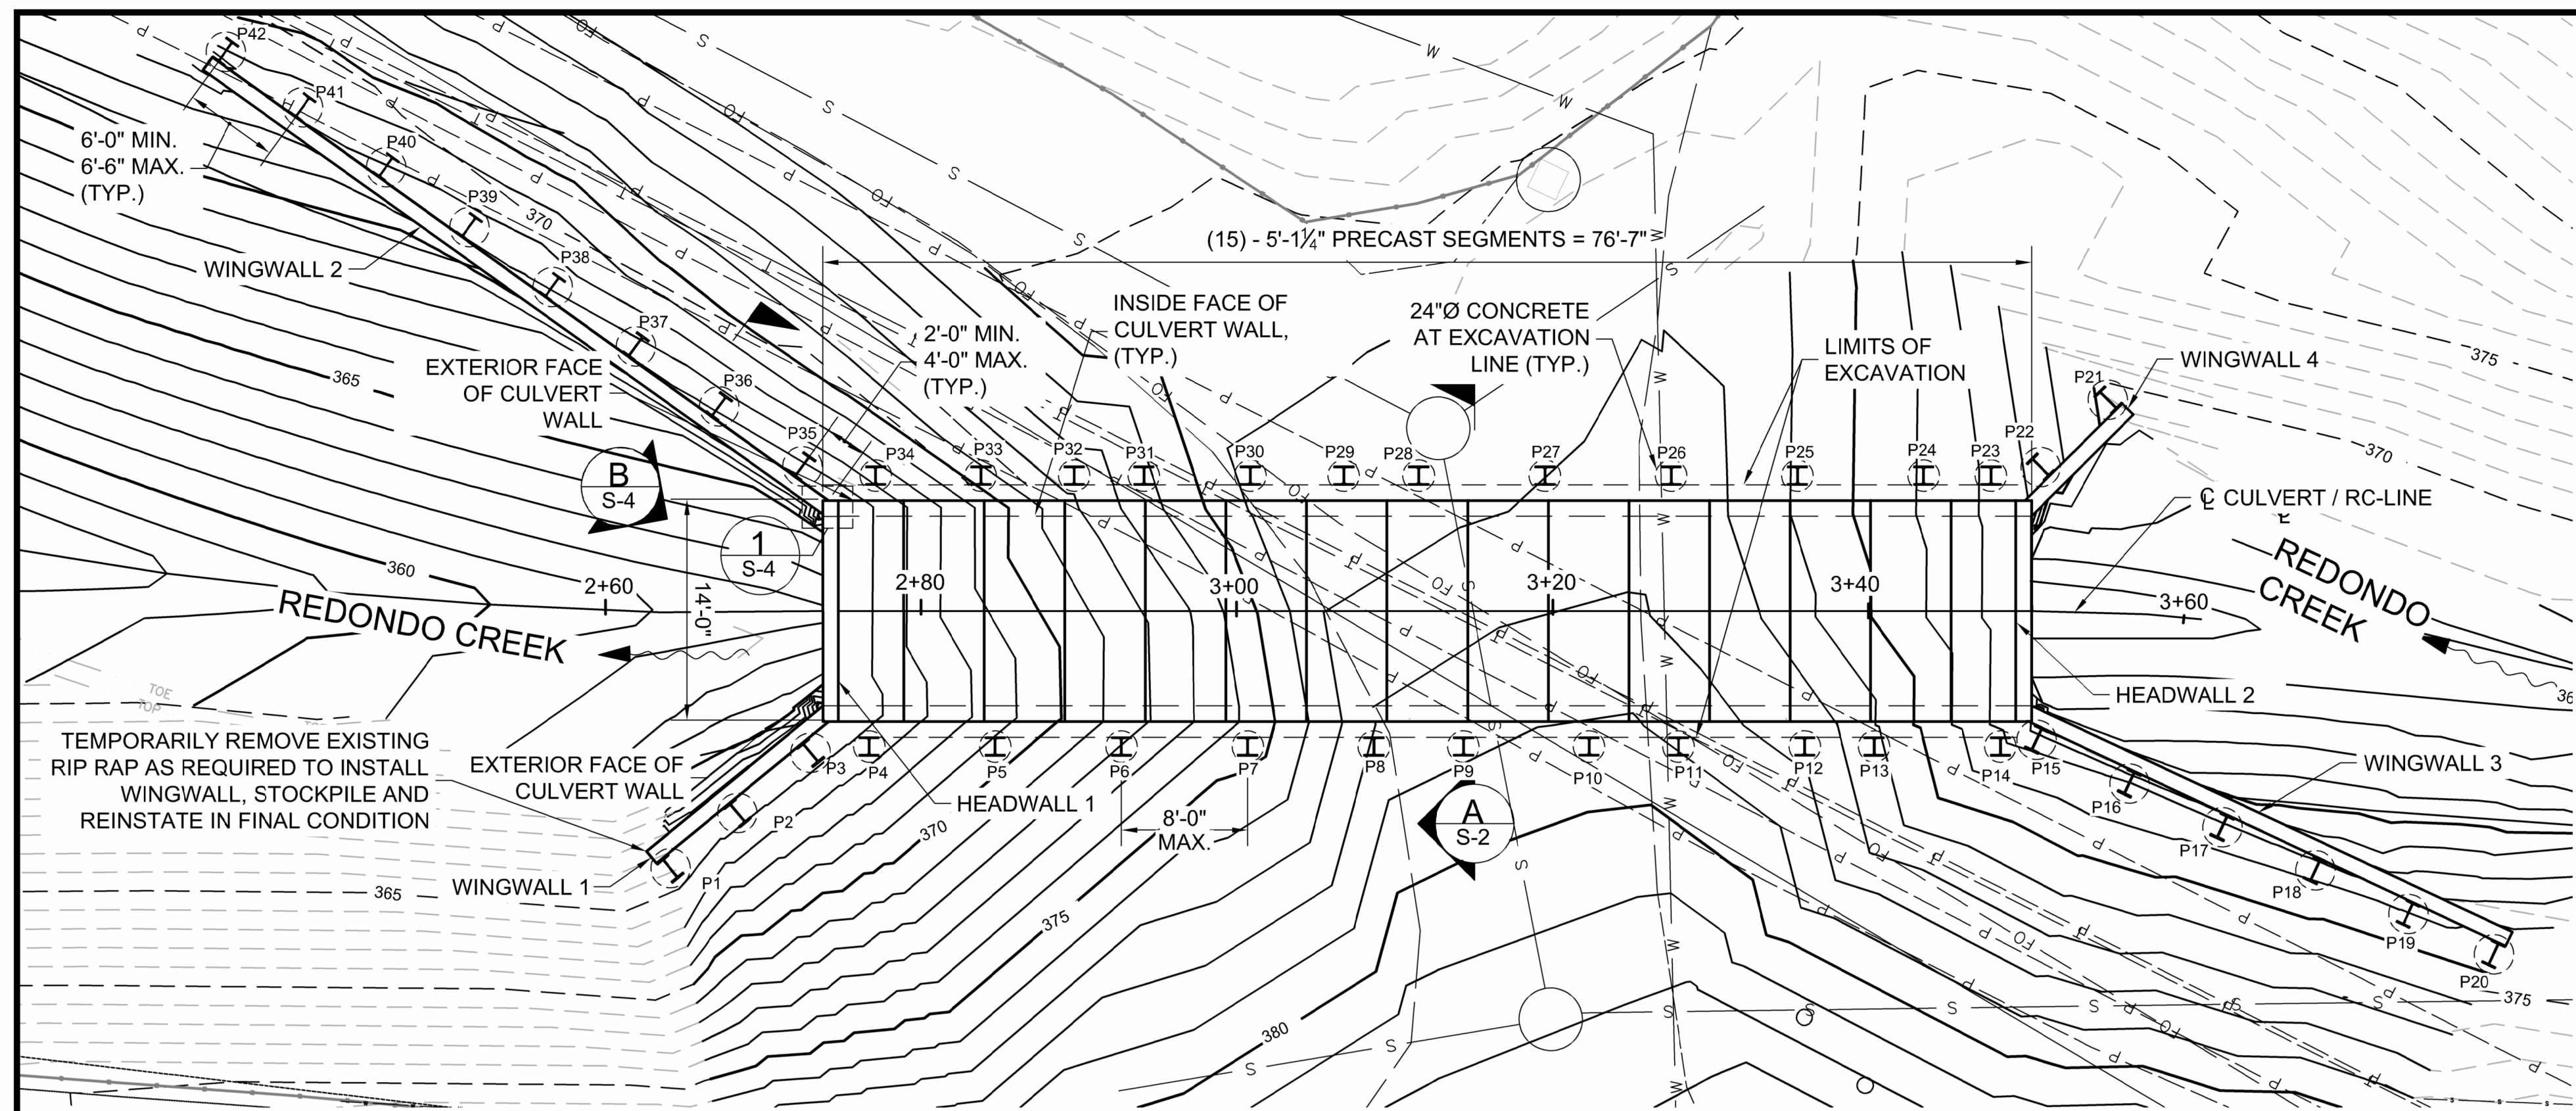 P42
P41
6'-0" MIN.
6'-6" MAX.
(TYP.)
P40
P39
370
WINGWALL 2
P38
P37
365
EXTERIOR FACE
OF CULVERT
WALL
P36
P35
B
S-4
1
S-4
(15) - 5'-1¼" PRECAST SEGMENTS = 76'-7"
2'-0" MIN.
4'-0" MAX.
(TYP.)
INSIDE FACE OF
CULVERT WALL,
(TYP.)
24"Ø CONCRETE
AT EXCAVATION
LINE (TYP.)
LIMITS OF
EXCAVATION
WINGWALL 4
375
370
P21
P22
P34
P33
P32
P31
P30
P29
P28
P27
P26
P25
P24
P23
℄ CULVERT / RC-LINE
REDONDO
CREEK
360
2+60
2+80
3+00
3+20
3+40
3+60
14'-0"
REDONDO CREEK
TOE
TOP
HEADWALL 2
TEMPORARILY REMOVE EXISTING
RIP RAP AS REQUIRED TO INSTALL
WINGWALL, STOCKPILE AND
REINSTATE IN FINAL CONDITION
EXTERIOR FACE OF
CULVERT WALL
P3
P4
P5
P6
P7
P8
P9
P10
P11
P12
P13
P14
P15
HEADWALL 1
WINGWALL 3
P2
P1
WINGWALL 1
365
370
8'-0"
MAX.
A
S-2
P16
P17
P18
P19
P20
375
375
380